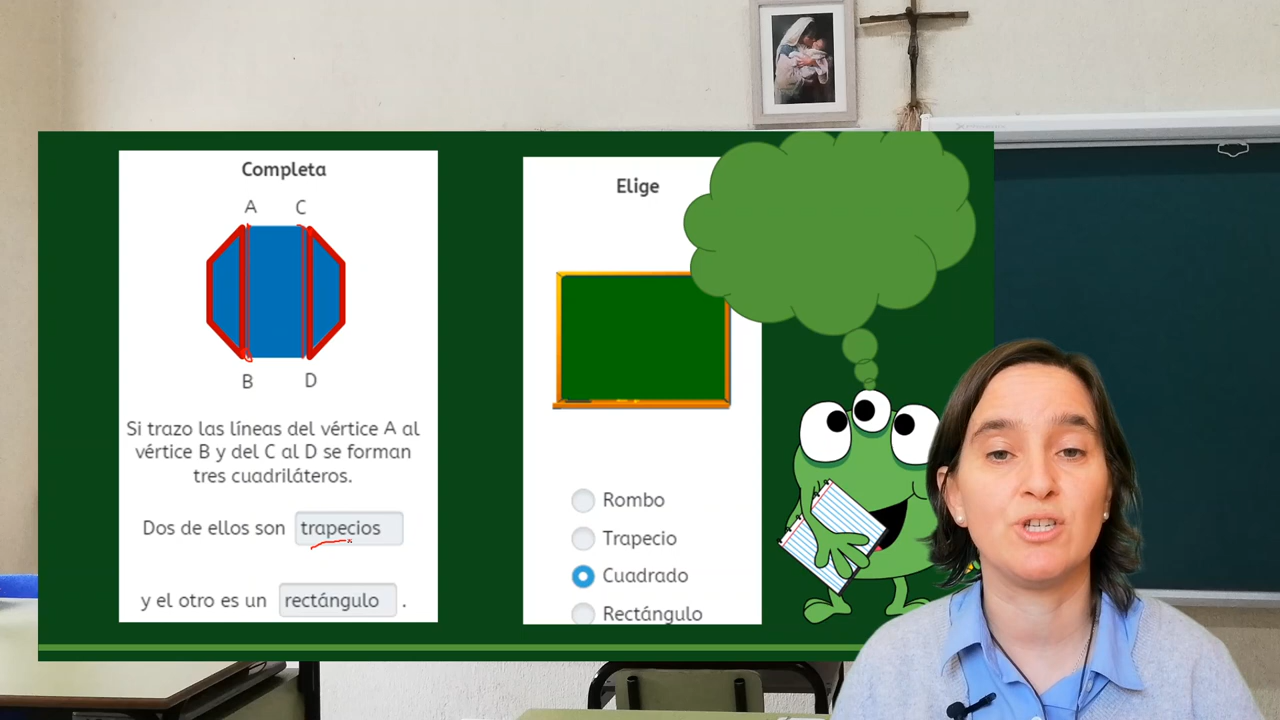 Completa
A C
B D
Si trazo las líneas del vértice A al
vértice B y del C al D se forman
tres cuadriláteros.
Dos de ellos son trapecios
y el otro es un rectángulo .
Elige
Rombo
Trapecio
Cuadrado
Rectángulo